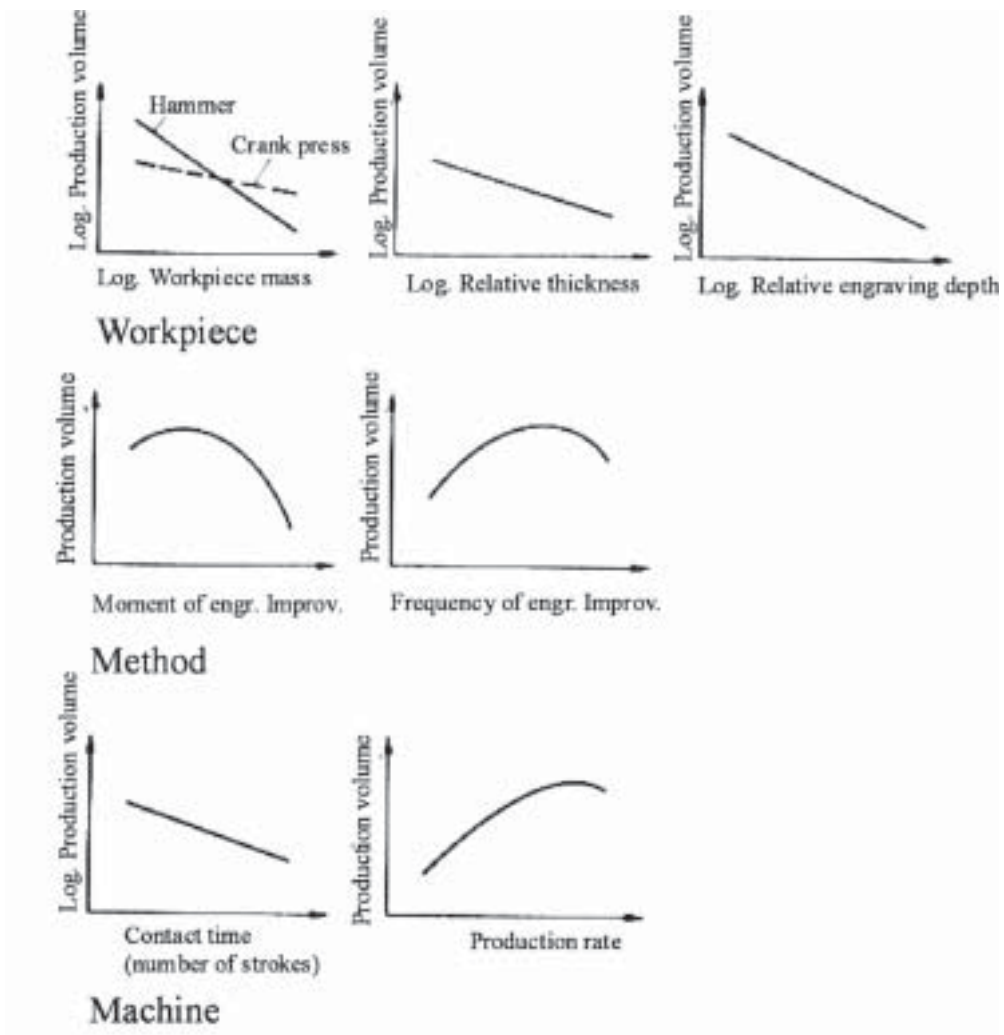 Log. Production volume
Hammer
Crank press
Log. Workpiece mass
Log. Production volume
Log. Relative thickness
Log. Production volume
Log. Relative engraving depth
Workpiece
Production volume
Moment of engr. Improv.
Production volume
Frequency of engr. Improv.
Method
Log. Production volume
Contact time
(number of strokes)
Production volume
Production rate
Machine